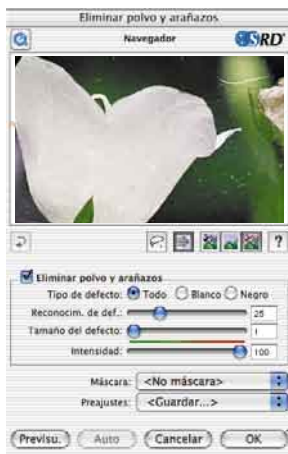 Eliminar polvo y arañazos
Navegador
SRD
?
Eliminar polvo y arañazos
Tipo de defecto: Todo Blanco Negro
Reconocim. de def.: 25
Tamaño del defecto: 1
Intensidad: 100
Máscara: <No máscara>
Preajustes: <Guardar...>
Previsu. Auto Cancelar OK